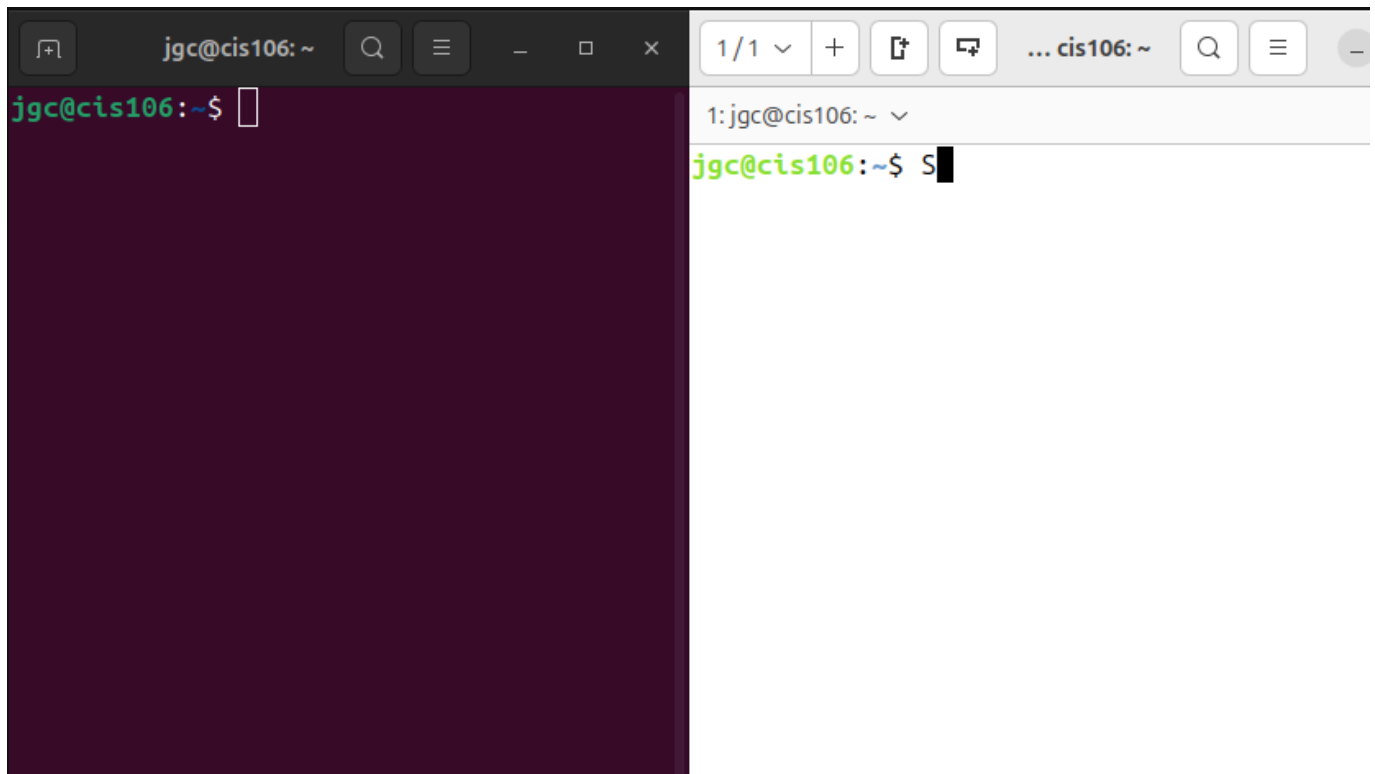 jgc@cis106: ~
jgc@cis106:~$
1 / 1
... cis106: ~
1: jgc@cis106: ~
jgc@cis106:~$ S